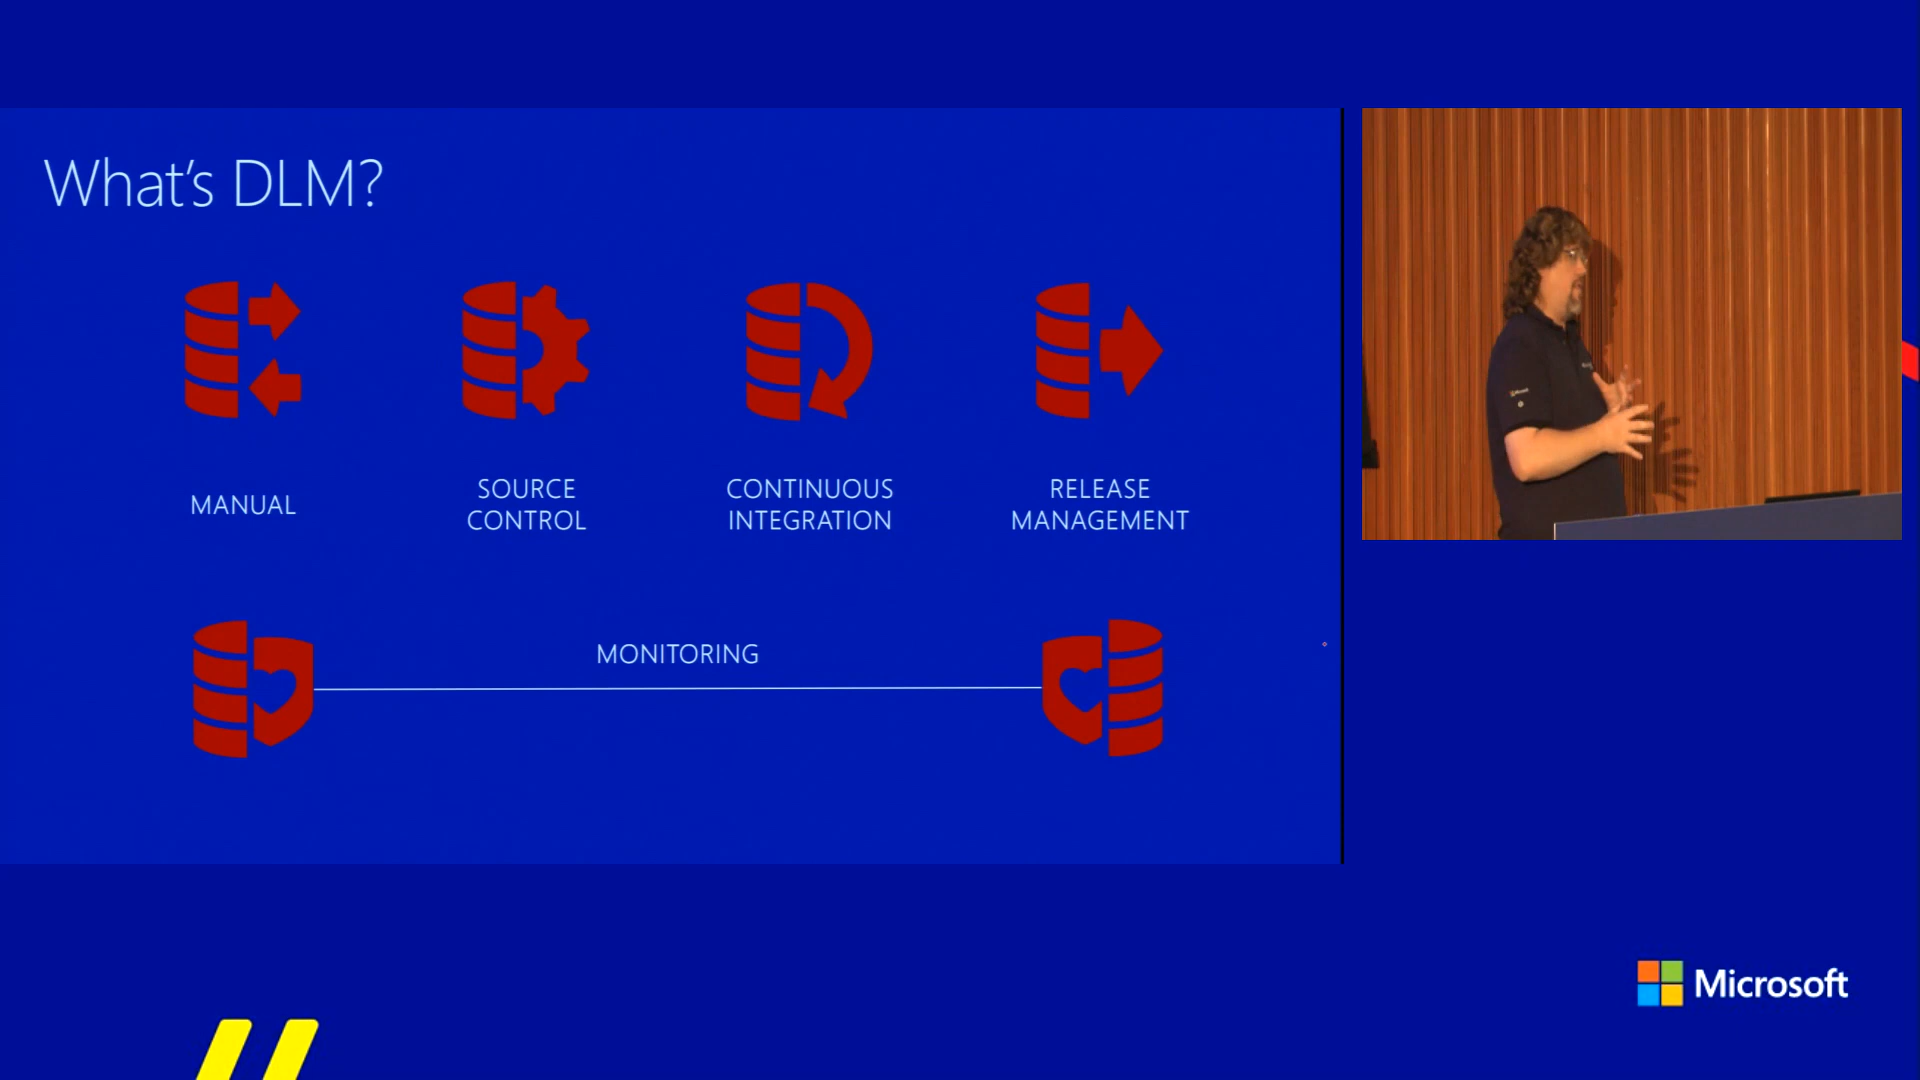 What's DLM?
MANUAL
SOURCE
CONTROL
CONTINUOUS
INTEGRATION
RELEASE
MANAGEMENT
MONITORING
Microsoft